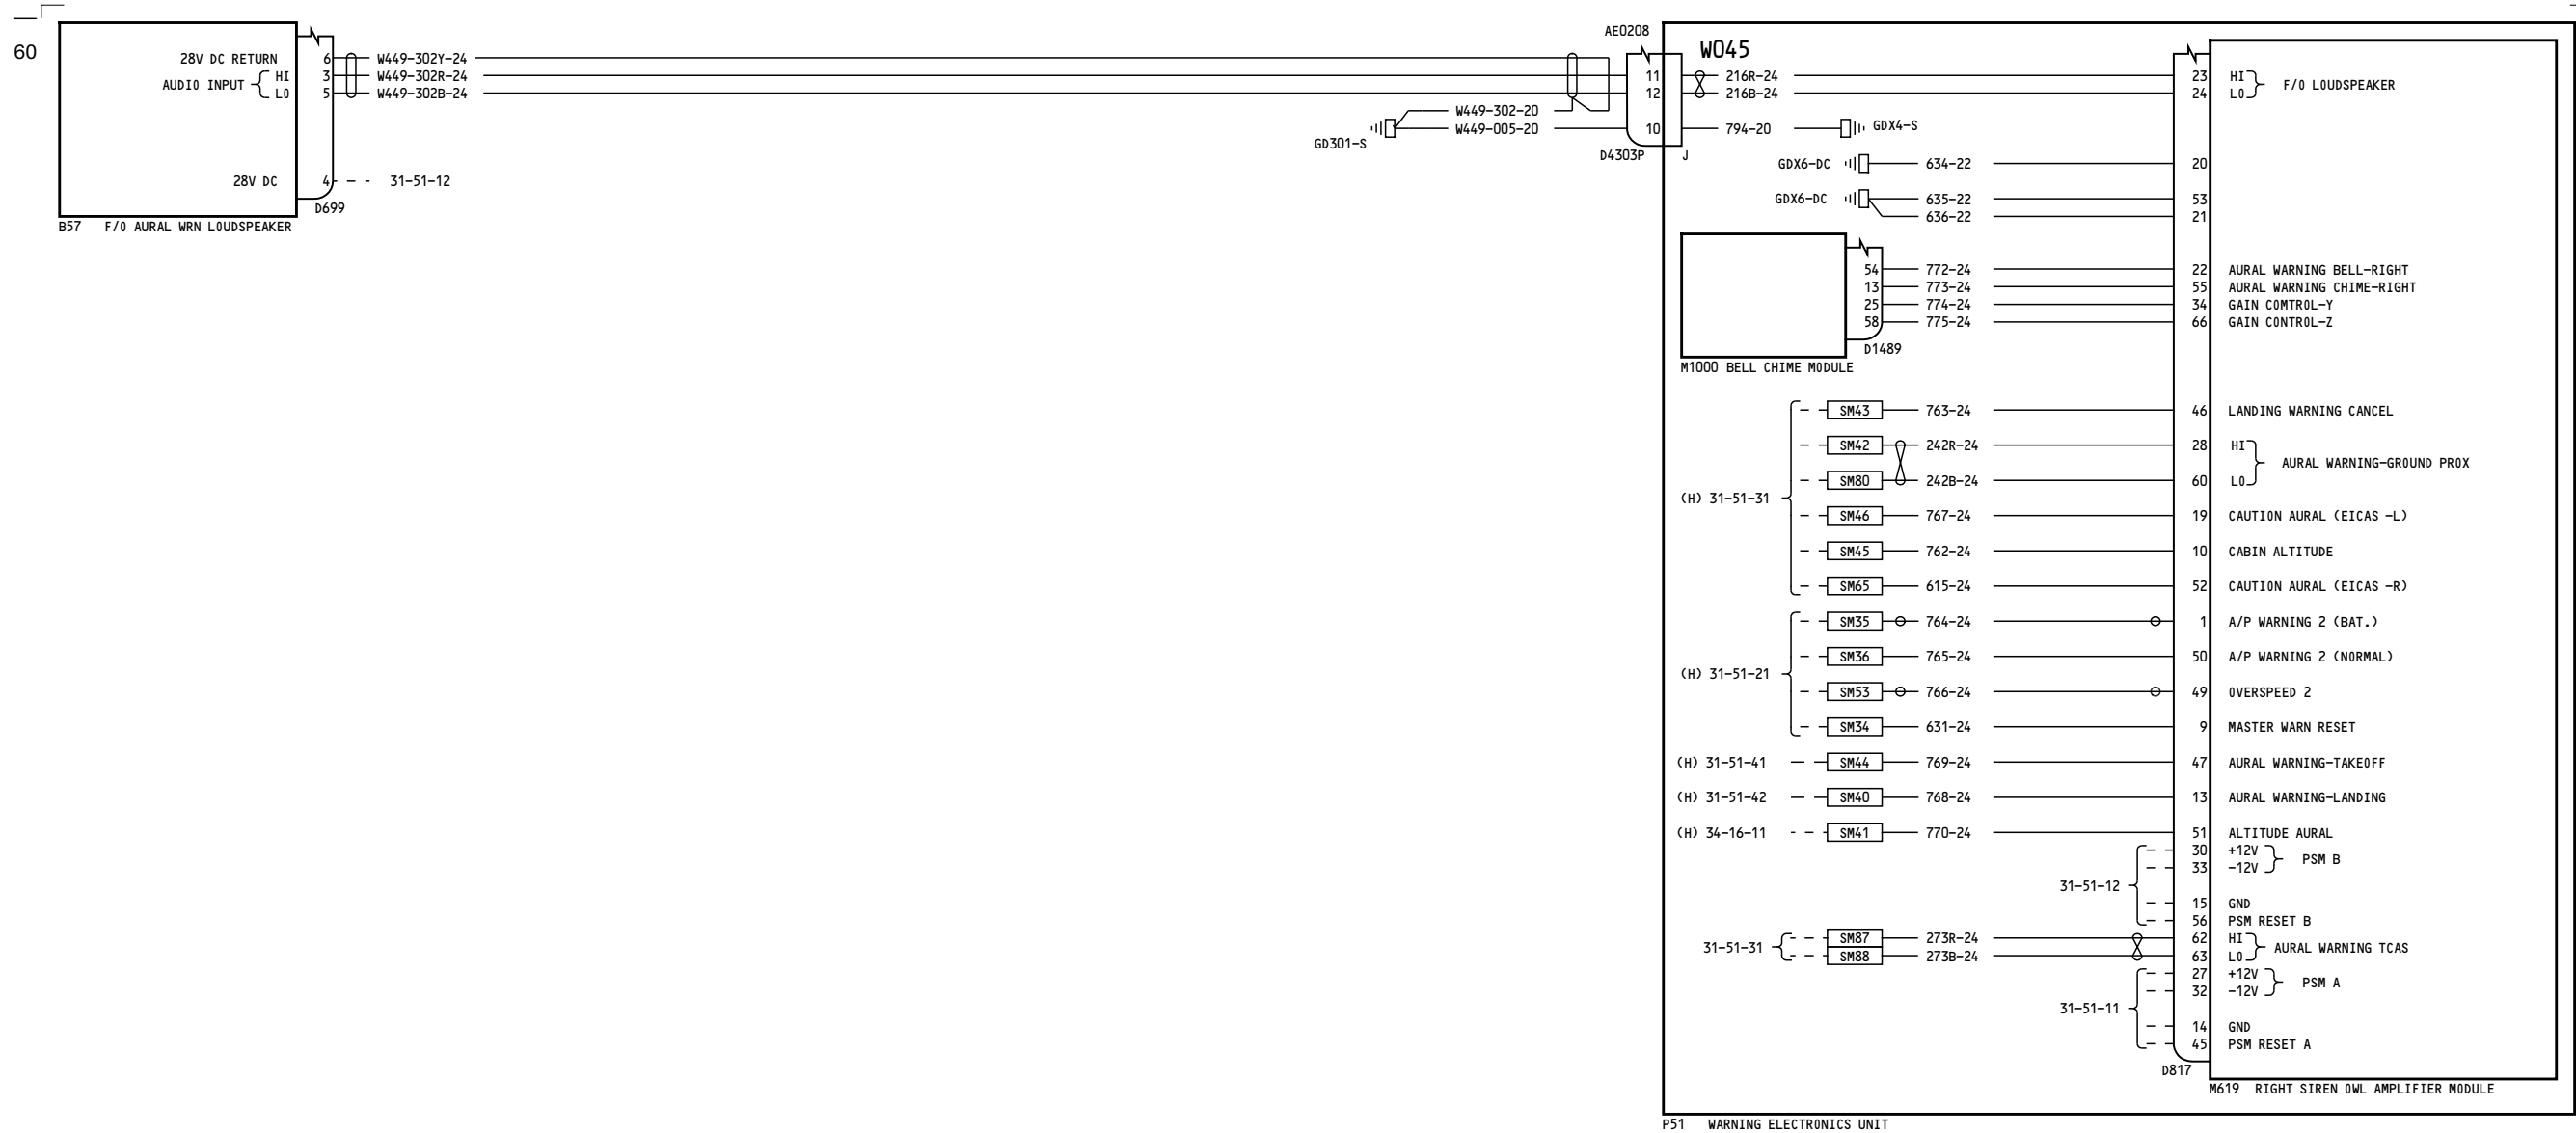 60
28V DC RETURN 6 W449-302Y-24
AUDIO INPUT HI 3 W449-302R-24
LO 5 W449-302B-24
28V DC 4 31-51-12
D699
B57 F/O AURAL WRN LOUDSPEAKER
W449-302-20
W449-005-20
GD301-S
AE0208
11
12
10
D4303P J
W045
216R-24 23 HI
216B-24 24 LO
F/O LOUDSPEAKER
794-20 GDX4-S
GDX6-DC 634-22 20
GDX6-DC 635-22 53
636-22 21
54 772-24 22 AURAL WARNING BELL-RIGHT
13 773-24 55 AURAL WARNING CHIME-RIGHT
25 774-24 34 GAIN COMTROL-Y
58 775-24 66 GAIN CONTROL-Z
D1489
M1000 BELL CHIME MODULE
SM43 763-24 46 LANDING WARNING CANCEL
SM42 242R-24 28 HI
AURAL WARNING-GROUND PROX
SM80 242B-24 60 LO
(H) 31-51-31
SM46 767-24 19 CAUTION AURAL (EICAS -L)
SM45 762-24 10 CABIN ALTITUDE
SM65 615-24 52 CAUTION AURAL (EICAS -R)
SM35 764-24 1 A/P WARNING 2 (BAT.)
SM36 765-24 50 A/P WARNING 2 (NORMAL)
(H) 31-51-21
SM53 766-24 49 OVERSPEED 2
SM34 631-24 9 MASTER WARN RESET
(H) 31-51-41 SM44 769-24 47 AURAL WARNING-TAKEOFF
(H) 31-51-42 SM40 768-24 13 AURAL WARNING-LANDING
(H) 34-16-11 SM41 770-24 51 ALTITUDE AURAL
30 +12V
PSM B
33 -12V
31-51-12
15 GND
56 PSM RESET B
SM87 273R-24 62 HI
31-51-31 AURAL WARNING TCAS
SM88 273B-24 63 LO
27 +12V
PSM A
32 -12V
31-51-11
14 GND
45 PSM RESET A
D817
M619 RIGHT SIREN OWL AMPLIFIER MODULE
P51 WARNING ELECTRONICS UNIT